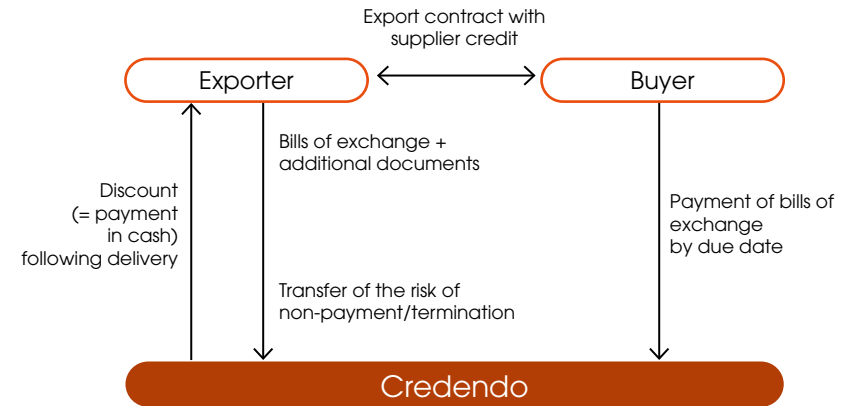 Export contract with
supplier credit
Exporter
Buyer
Bills of exchange +
additional documents
Discount
(= payment
in cash)
following delivery
Payment of bills of
exchange
by due date
Transfer of the risk of
non-payment/termination
Credendo